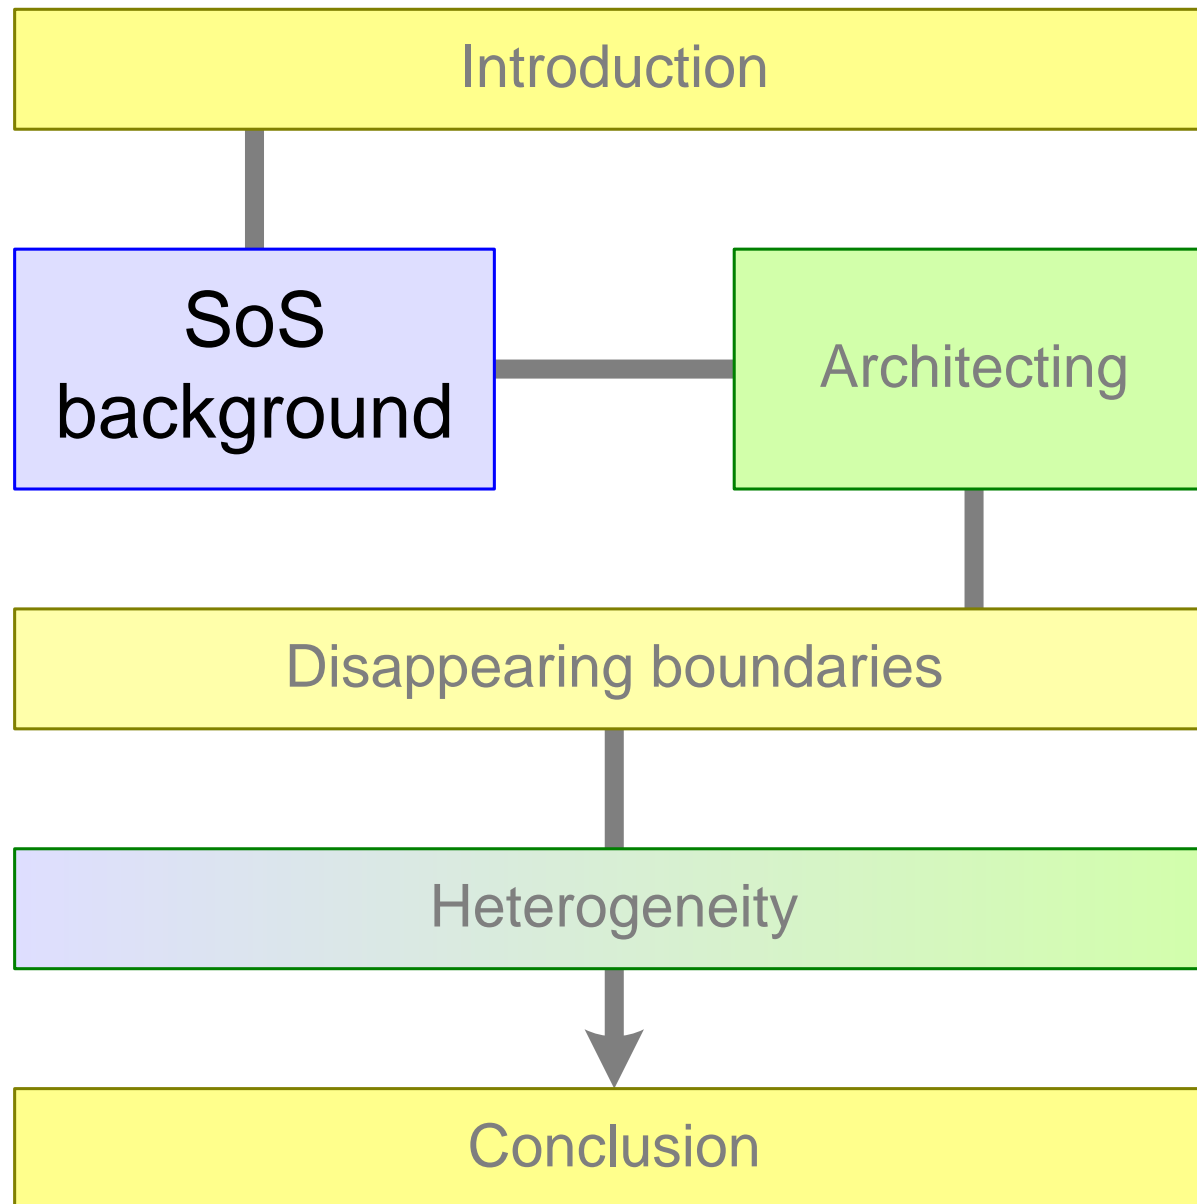 Introduction
SoS
background
Architecting
Disappearing boundaries
Heterogeneity
Conclusion